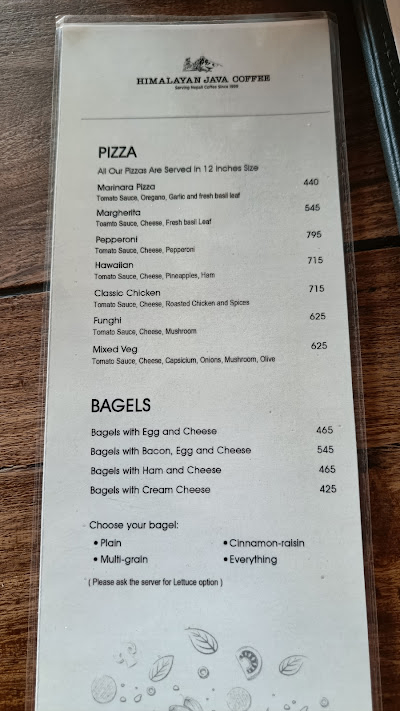 HIMALAYAN JAVA COFFEE
Serving Nepali Coffee Since 1999
PIZZA
All Our Pizzas Are Served In 12 Inches Size
Marinara Pizza 440
Tomato Sauce, Oregano, Garlic and fresh basil leaf
Margherita 545
Toamto Sauce, Cheese, Fresh basil Leaf
Pepperoni 795
Tomato Sauce, Cheese, Pepperoni
Hawaiian 715
Tomato Sauce, Cheese, Pineapples, Ham
Classic Chicken 715
Tomato Sauce, Cheese, Roasted Chicken and Spices
Funghi 625
Tomato Sauce, Cheese, Mushroom
Mixed Veg 625
Tomato Sauce, Cheese, Capsicium, Onions, Mushroom, Olive
BAGELS
Bagels with Egg and Cheese 465
Bagels with Bacon, Egg and Cheese 545
Bagels with Ham and Cheese 465
Bagels with Cream Cheese 425
Choose your bagel:
• Plain • Cinnamon-raisin
• Multi-grain • Everything
( Please ask the server for Lettuce option )